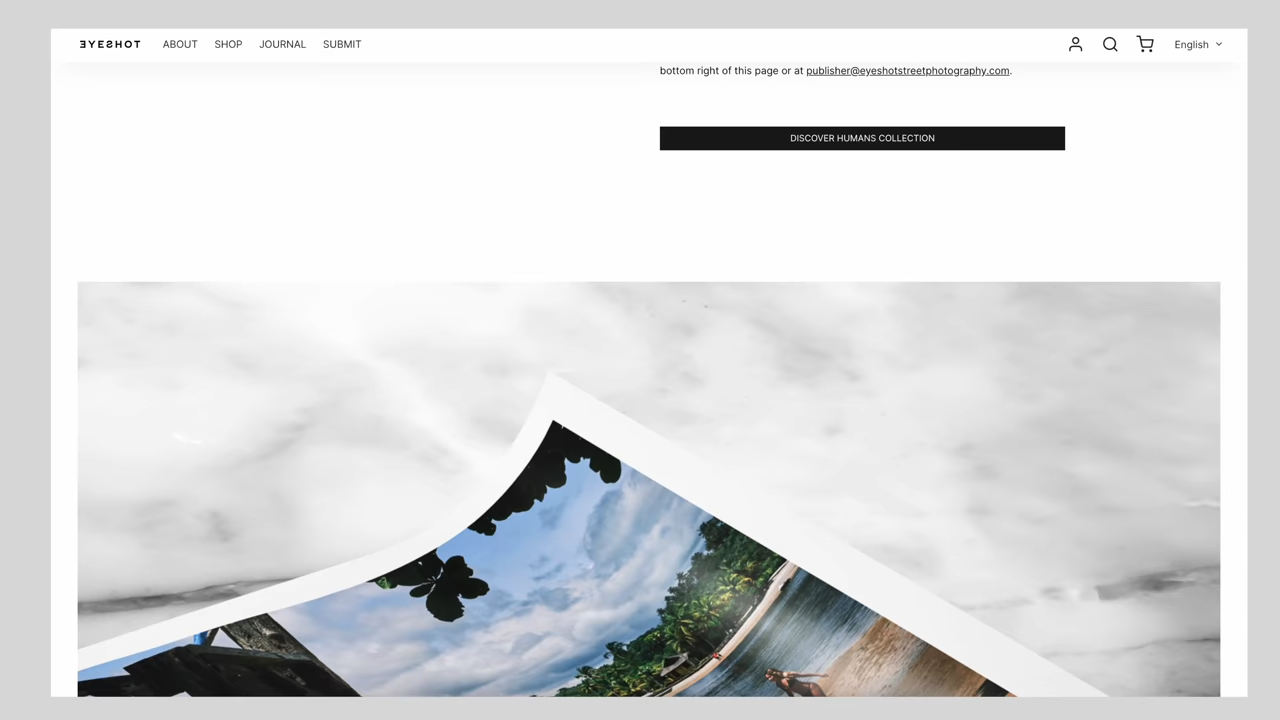 EYESHOT ABOUT SHOP JOURNAL SUBMIT English
bottom right of this page or at publisher@eyeshotstreetphotography.com.
DISCOVER HUMANS COLLECTION